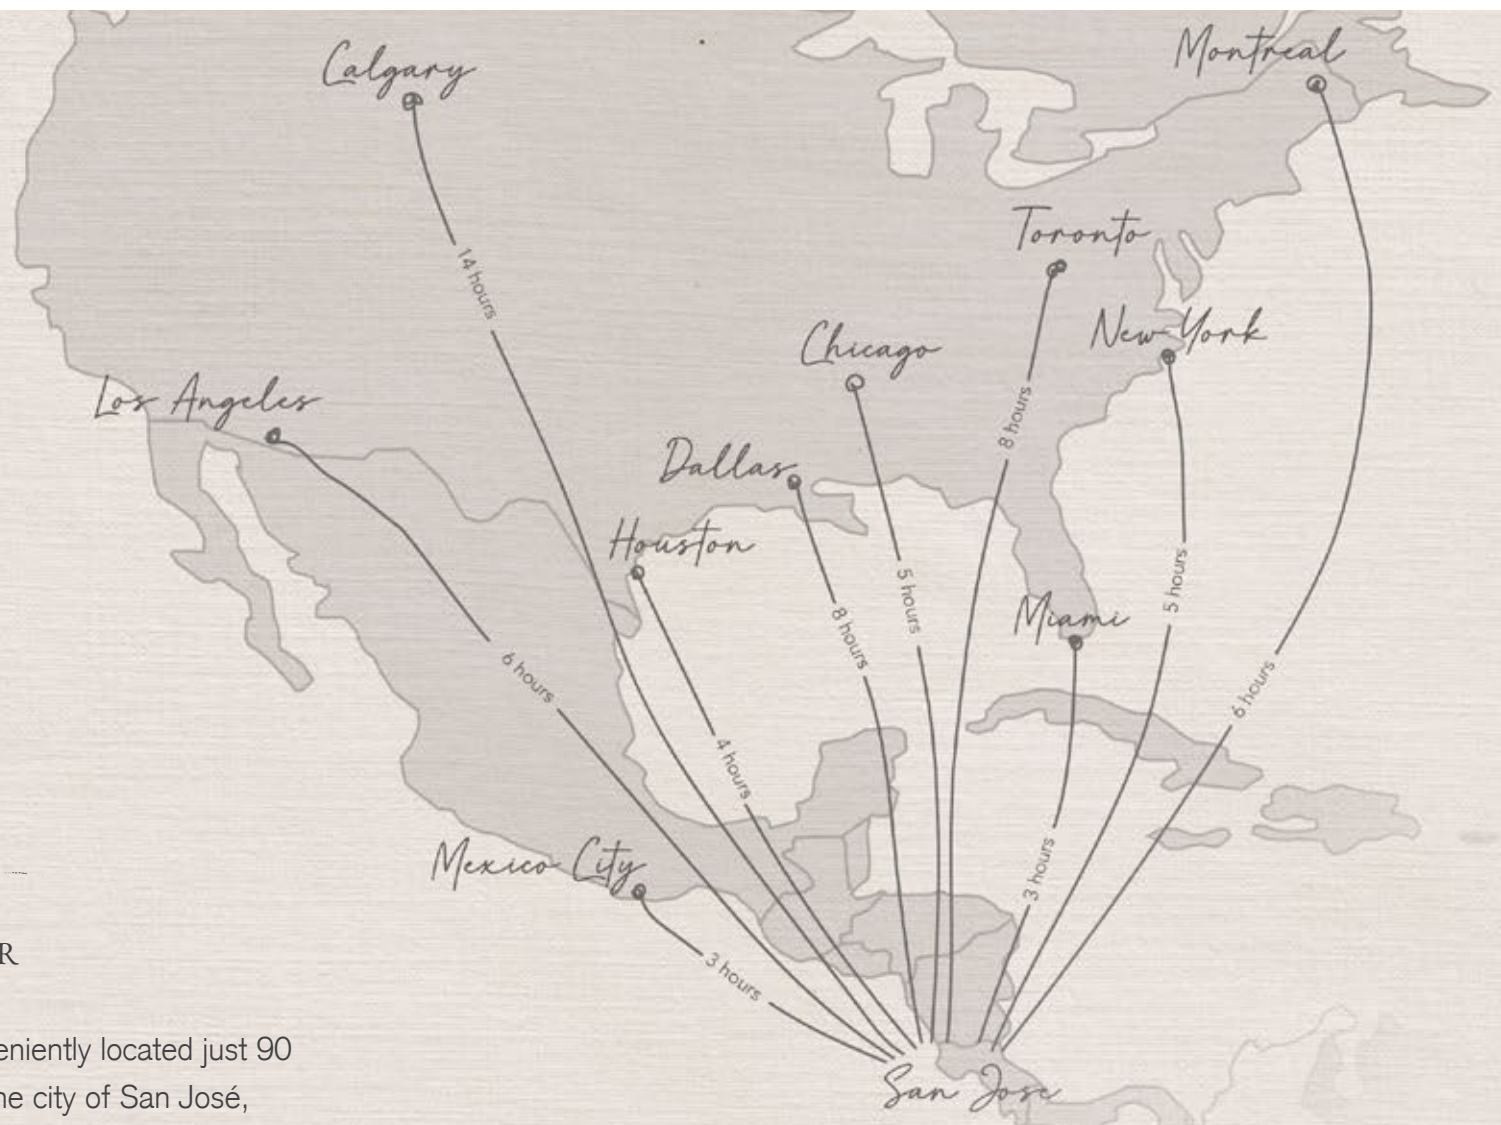 Montreal
Calgary
14 hours
Toronto
New York
Chicago
8 hours
Los Angeles
Dallas
Houston
5 hours
5 hours
Miami
8 hours
6 hours
6 hours
4 hours
Mexico City
3 hours
R
3 hours
eniently located just 90
ne city of San José,
San Jose